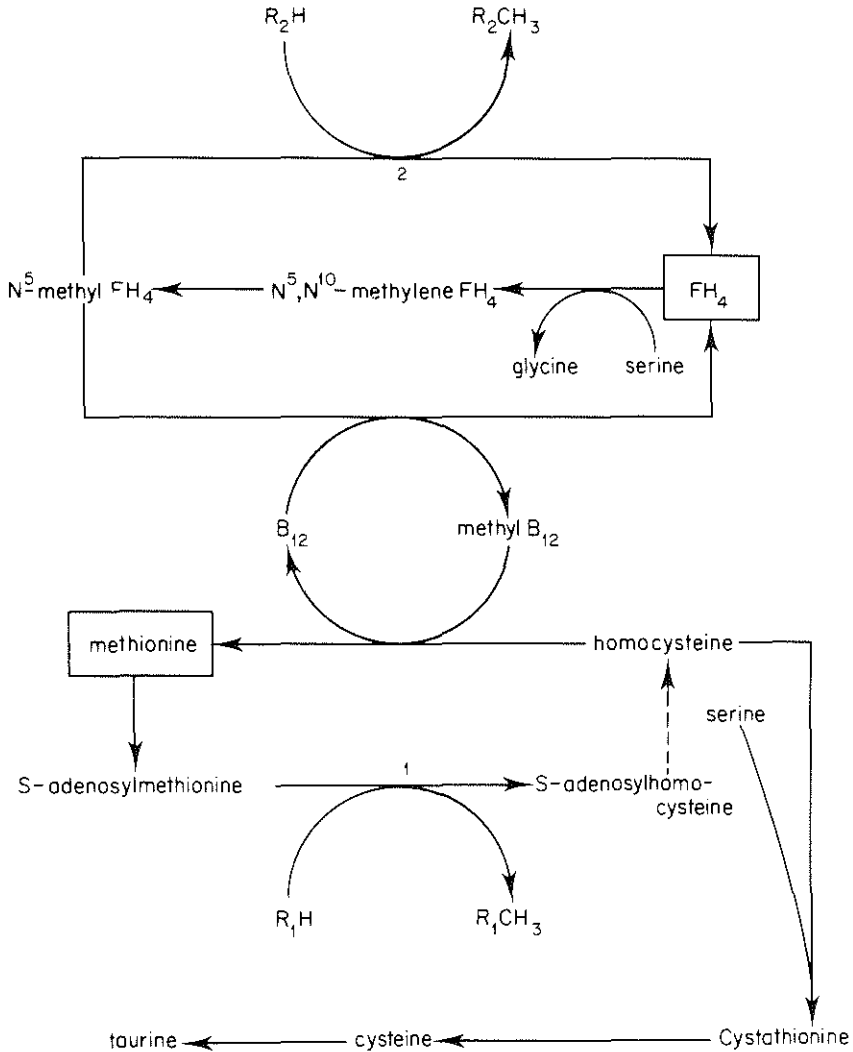 R₂H R₂CH₃
2
N⁵-methyl FH₄ N⁵,N¹⁰-methylene FH₄ FH₄
glycine serine
B₁₂ methyl B₁₂
methionine homocysteine
serine
1
S-adenosylmethionine S-adenosylhomo-
cysteine
R₁H R₁CH₃
taurine cysteine Cystathionine